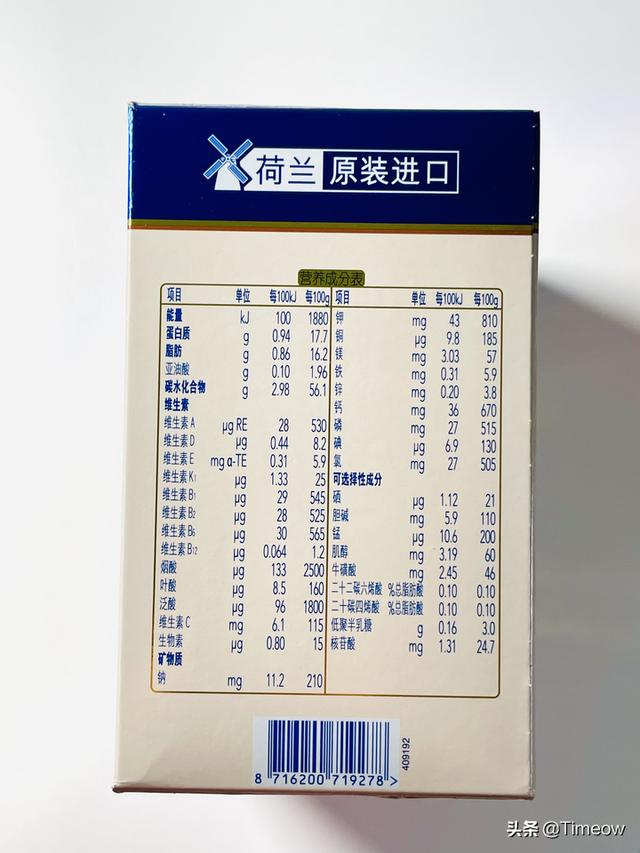 荷兰 原装进口
营养成分表
项目 单位 每100kJ 每100g
能量 kJ 100 1880
蛋白质 g 0.94 17.7
脂肪 g 0.86 16.2
亚油酸 g 0.10 1.96
碳水化合物 g 2.98 56.1
维生素
维生素A μg RE 28 530
维生素D μg 0.44 8.2
维生素E mg α-TE 0.31 5.9
维生素K₁ μg 1.33 25
维生素B₁ μg 29 545
维生素B₂ μg 28 525
维生素B₆ μg 30 565
维生素B₁₂ μg 0.064 1.2
烟酸 μg 133 2500
叶酸 μg 8.5 160
泛酸 μg 96 1800
维生素C mg 6.1 115
生物素 μg 0.80 15
矿物质
钠 mg 11.2 210
项目 单位 每100kJ 每100g
钾 mg 43 810
铜 μg 9.8 185
镁 mg 3.03 57
铁 mg 0.31 5.9
锌 mg 0.20 3.8
钙 mg 36 670
磷 mg 27 515
碘 μg 6.9 130
氯 mg 27 505
可选择性成分
硒 μg 1.12 21
胆碱 mg 5.9 110
锰 μg 10.6 200
肌醇 mg 3.19 60
牛磺酸 mg 2.45 46
二十二碳六烯酸 %总脂肪酸 0.10 0.10
二十碳四烯酸 %总脂肪酸 0.10 0.10
低聚半乳糖 g 0.16 3.0
核苷酸 mg 1.31 24.7
8 716200 719278 >
409192
头条 @Timeow